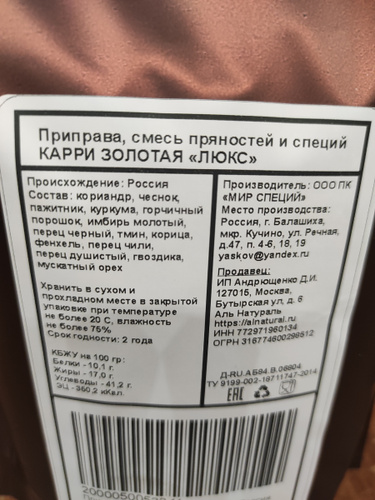 Приправа, смесь пряностей и специй
КАРРИ ЗОЛОТАЯ «ЛЮКС»
Происхождение: Россия
Состав: кориандр, чеснок,
пажитник, куркума, горчичный
порошок, имбирь молотый,
перец черный, тмин, корица,
фенхель, перец чили,
перец душистый, гвоздика,
мускатный орех
Хранить в сухом и
прохладном месте в закрытой
упаковке при температуре
не более 20 С, влажность
не более 75%
Срок годности: 2 года
КБЖУ на 100 гр:
Белки - 10,1 г.
Жиры - 17,0 г.
Углеводы - 41,2 г.
ЭЦ - 360,2 кКал.
Производитель: ООО ПК
«МИР СПЕЦИЙ»
Место производства:
Россия, г. Балашиха,
мкр. Кучино, ул. Речная,
д.47, п. 4-6, 18, 19
yaskov@yandex.ru
Продавец:
ИП Андрющенко Д.И.
127015, Москва,
Бутырская ул, д. 6
Аль Натураль
https://alnatural.ru
ИНН 772971960134
ОГРН 316774600298512
Д-RU.АБ94.В.06804
ТУ 9199-002-16711747-2014
EAC